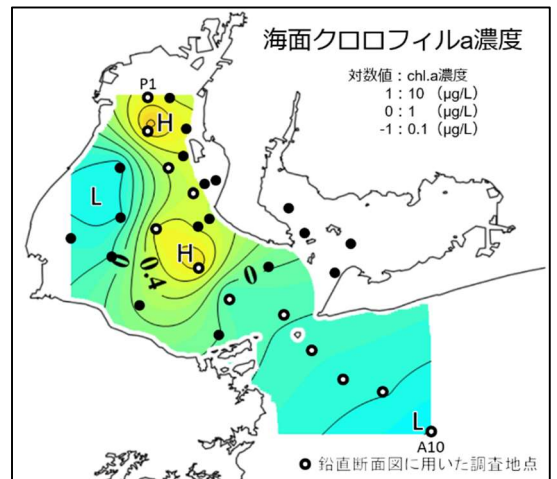 海面クロロフィルa濃度
対数値：chl.a濃度
1：10 （μg/L）
0：1 （μg/L）
-1：0.1 （μg/L）
P1
H
L
H
0
0.4
0
L
A10
鉛直断面図に用いた調査地点